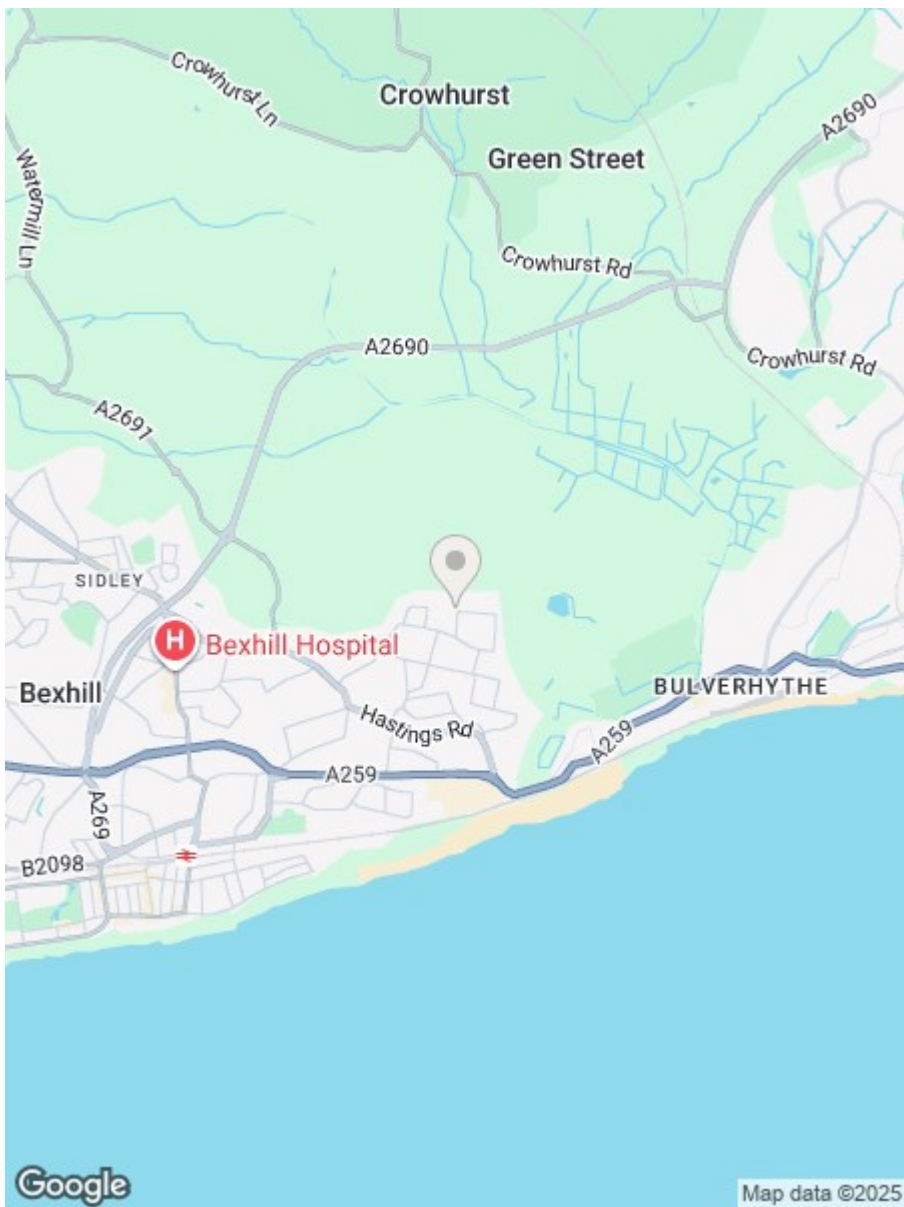 Crowhurst Ln
Crowhurst
A2690
Green Street
Watermill Ln
Crowhurst Rd
A2690
Crowhurst Rd
A2691
SIDLEY
H
Bexhill Hospital
Bexhill
BULVERHYTHE
Hastings Rd
A259
A259
A269
B2098
Google
Map data ©2025